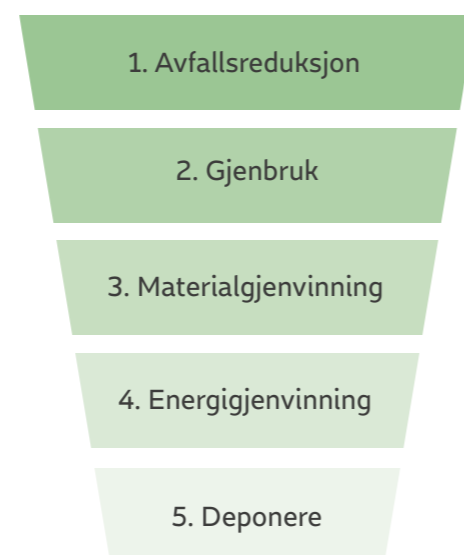 1. Avfallsreduksjon
2. Gjenbruk
3. Materialgjenvinning
4. Energigjenvinning
5. Deponere